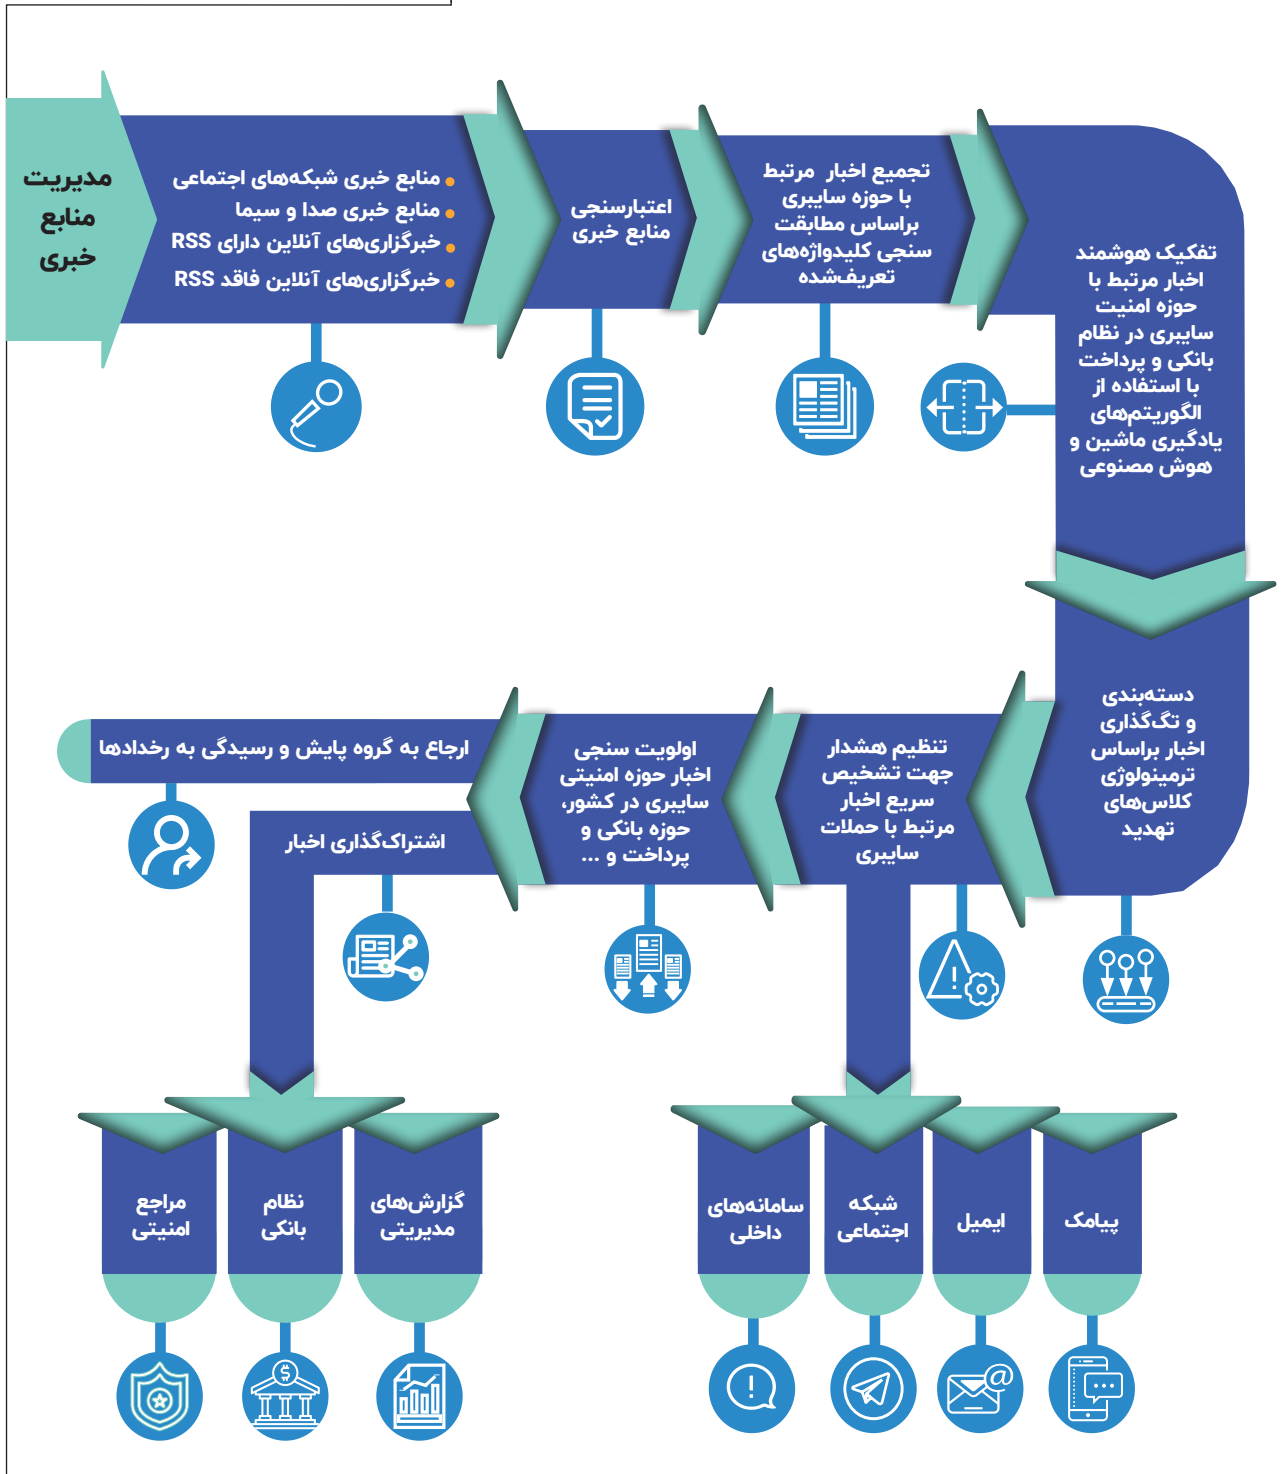 مدیریت
منابع
خبری
منابع خبری شبکه‌های اجتماعی
منابع خبری صدا و سیما
خبرگزاری‌های آنلاین دارای RSS
خبرگزاری‌های آنلاین فاقد RSS
اعتبارسنجی
منابع خبری
تجمیع اخبار مرتبط
با حوزه سایبری
براساس مطابقت
سنجی کلیدواژه‌های
تعریف‌شده
تفکیک هوشمند
اخبار مرتبط با
حوزه امنیت
سایبری در نظام
بانکی و پرداخت
با استفاده از
الگوریتم‌های
یادگیری ماشین و
هوش مصنوعی
دسته‌بندی
و تگ‌گذاری
اخبار براساس
ترمینولوژی
کلاس‌های
تهدید
تنظیم هشدار
جهت تشخیص
سریع اخبار
مرتبط با حملات
سایبری
اولویت سنجی
اخبار حوزه امنیتی
سایبری در کشور،
حوزه بانکی و
پرداخت و ...
ارجاع به گروه پایش و رسیدگی به رخدادها
اشتراک‌گذاری اخبار
پیامک
ایمیل
شبکه
اجتماعی
سامانه‌های
داخلی
گزارش‌های
مدیریتی
نظام
بانکی
مراجع
امنیتی